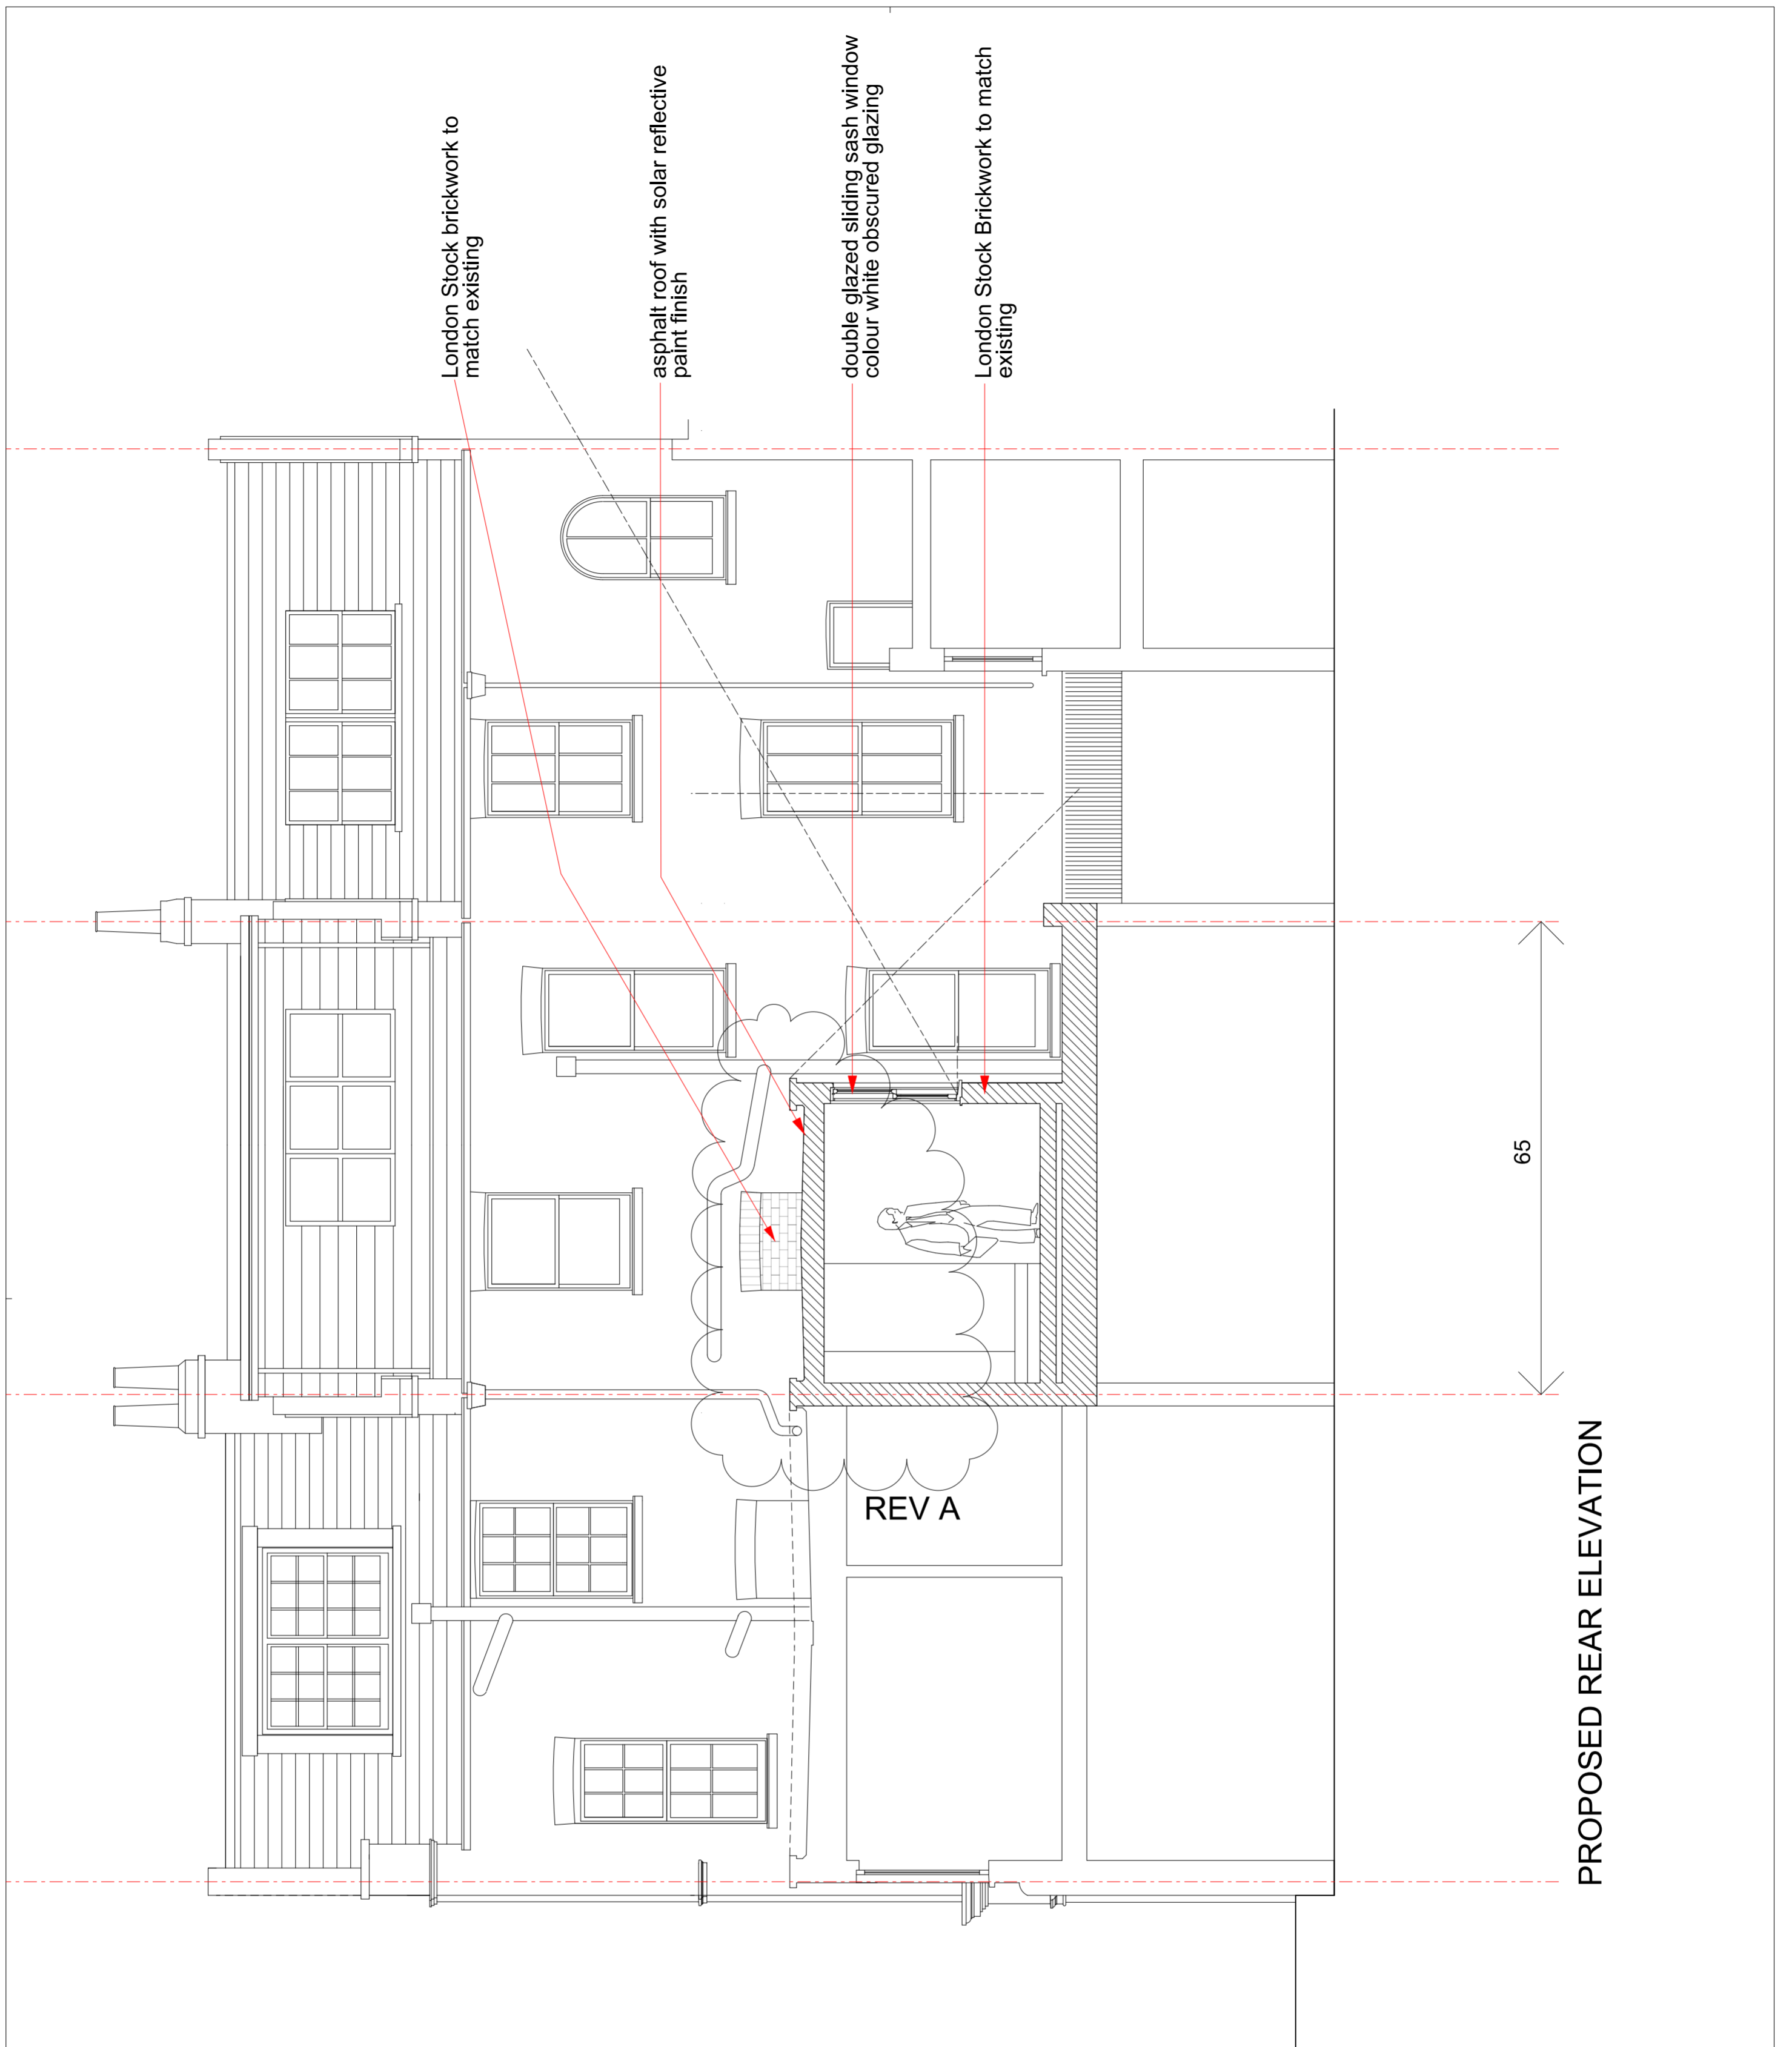 London Stock brickwork to
match existing
asphalt roof with solar reflective
paint finish
double glazed sliding sash window
colour white obscured glazing
London Stock Brickwork to match
existing
REV A
65
PROPOSED REAR ELEVATION